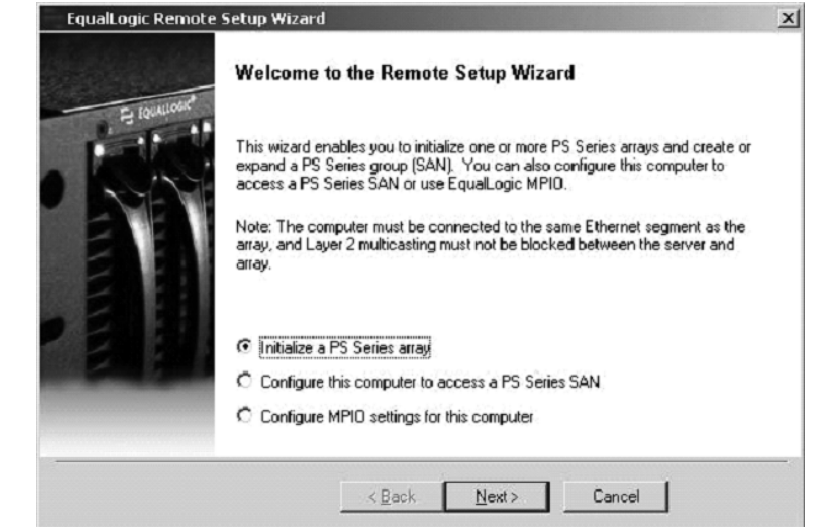 EqualLogic Remote Setup Wizard
EQUALLOGIC
Welcome to the Remote Setup Wizard
This wizard enables you to initialize one or more PS Series arrays and create or
expand a PS Series group (SAN). You can also configure this computer to
access a PS Series SAN or use EqualLogic MPIO.
Note: The computer must be connected to the same Ethernet segment as the
array, and Layer 2 multicasting must not be blocked between the server and
array.
Initialize a PS Series array
Configure this computer to access a PS Series SAN
Configure MPIO settings for this computer
< Back
Next >
Cancel